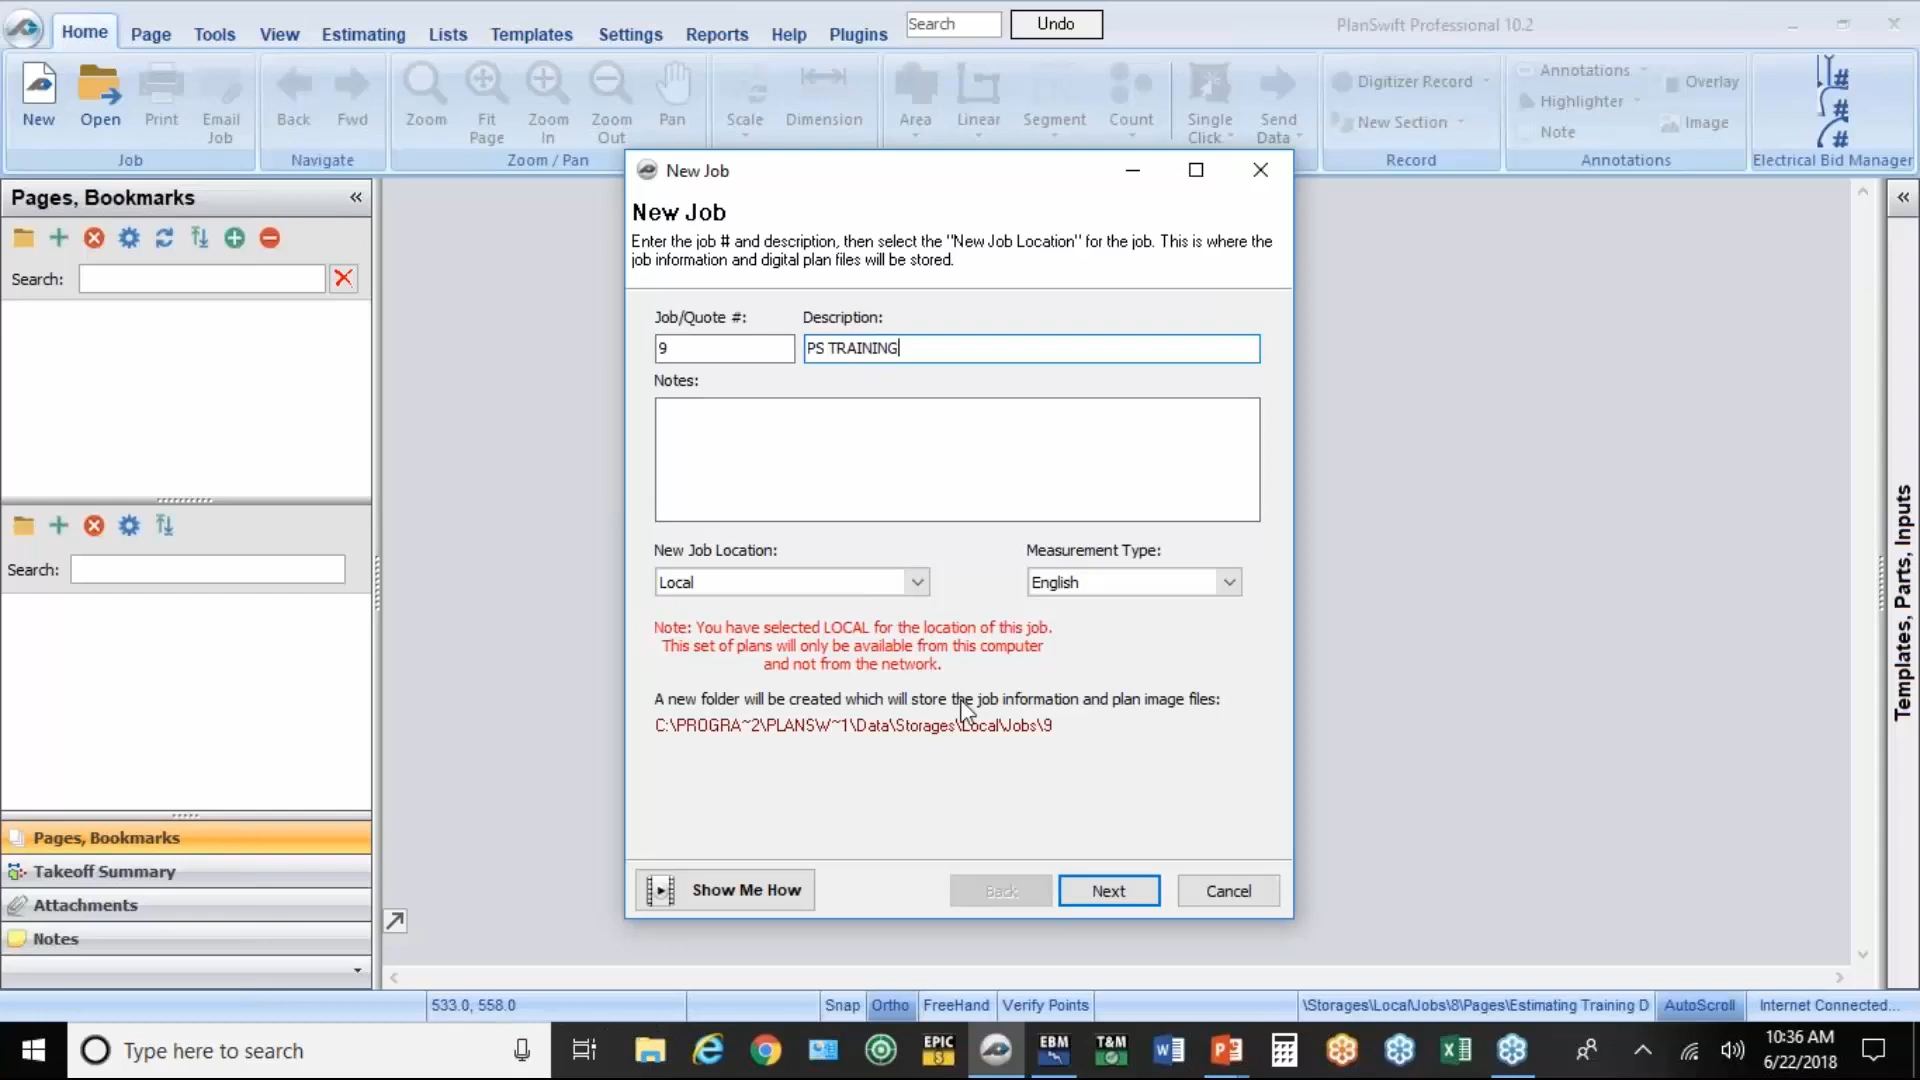 Home
Page
Tools
View
Estimating
Lists
Templates
Settings
Reports
Help
Plugins
Search
Undo
PlanSwift Professional 10.2
New
Open
Print
Email
Job
Back
Fwd
Zoom
Fit
Page
Zoom
In
Zoom
Out
Pan
Scale
Dimension
Area
Linear
Segment
Count
Single
Click
Send
Data
Digitizer Record
New Section
Annotations
Highlighter
Note
Overlay
Image
#
#
#
Job
Navigate
Zoom / Pan
Record
Annotations
Electrical Bid Manager
Pages, Bookmarks
Search:
Search:
Pages, Bookmarks
Takeoff Summary
Attachments
Notes
New Job
New Job
Enter the job # and description, then select the "New Job Location" for the job. This is where the
job information and digital plan files will be stored.
Job/Quote #:
Description:
9
PS TRAINING
Notes:
New Job Location:
Measurement Type:
Local
English
Note: You have selected LOCAL for the location of this job.
This set of plans will only be available from this computer
and not from the network.
A new folder will be created which will store the job information and plan image files:
C:\PROGRA~2\PLANSW~1\Data\Storages\Local\Jobs\9
Show Me How
Back
Next
Cancel
Templates, Parts, Inputs
533.0, 558.0
Snap
Ortho
FreeHand
Verify Points
\Storages\Local\Jobs\8\Pages\Estimating Training D
AutoScroll
Internet Connected...
Type here to search
EPIC
S
EBM
T&M
10:36 AM
6/22/2018